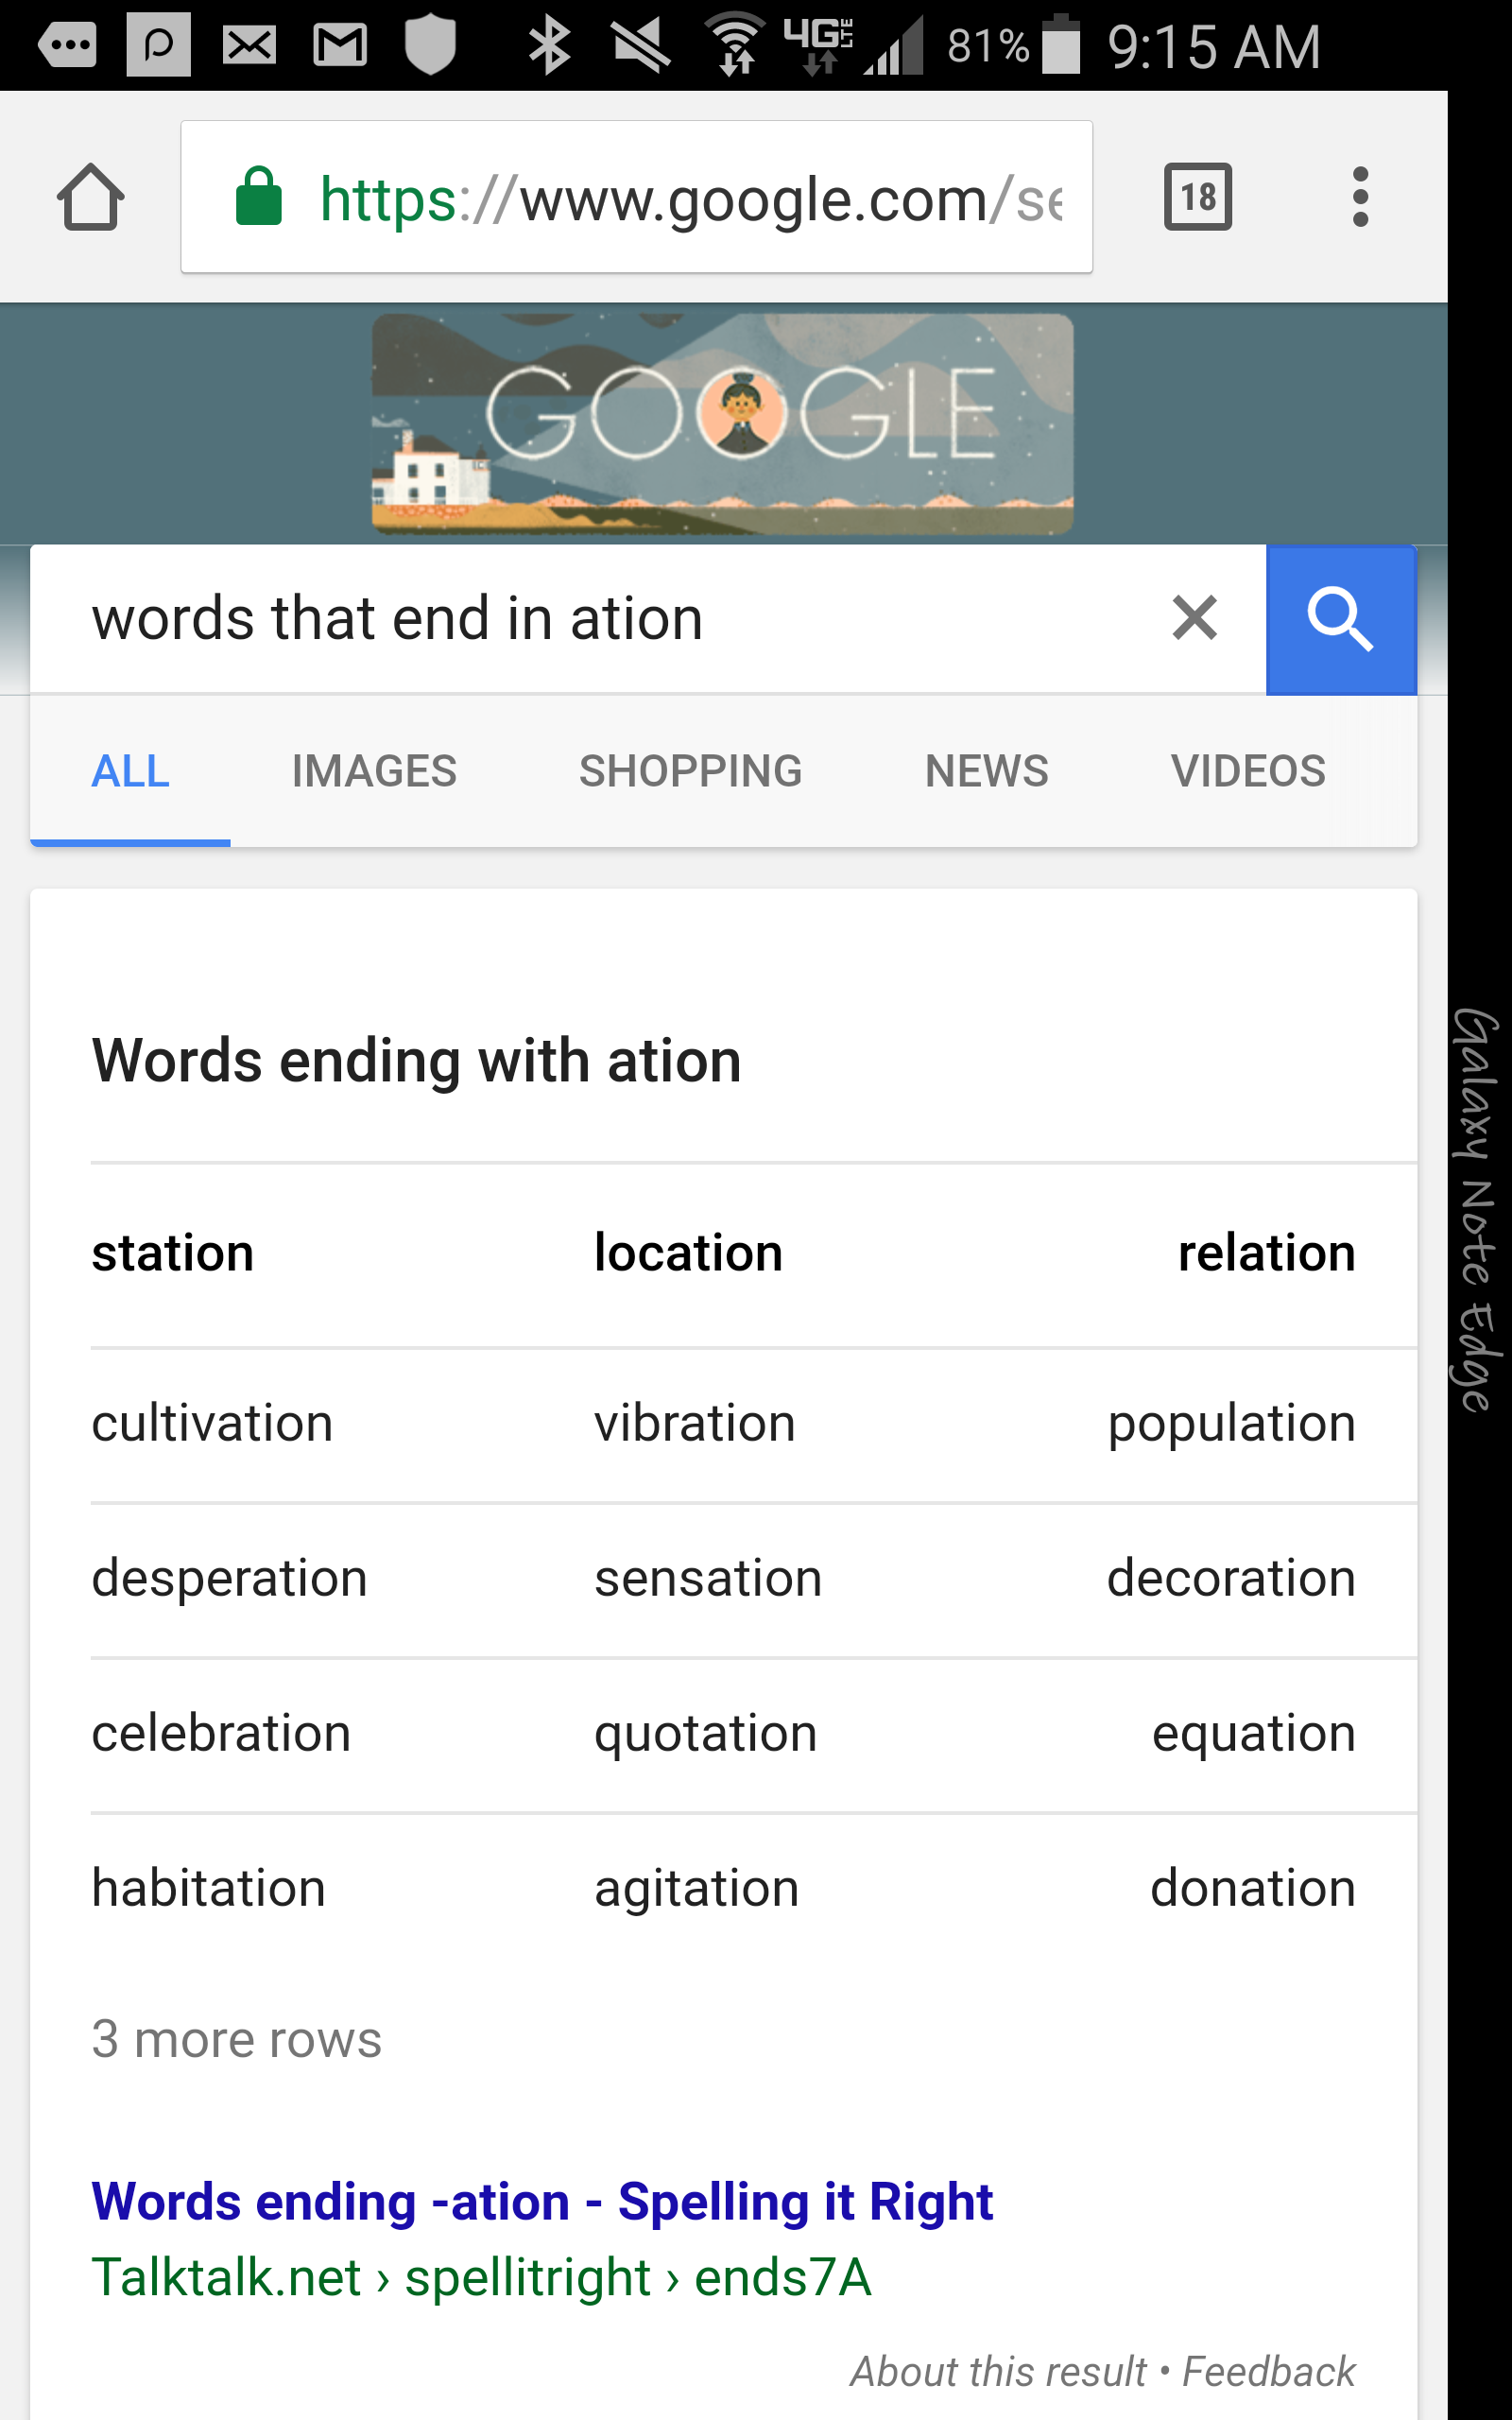 4G LTE 81% 9:15 AM
https://www.google.com/se
18
GOOGLE
words that end in ation
ALL IMAGES SHOPPING NEWS VIDEOS
Words ending with ation
station location relation
cultivation vibration population
desperation sensation decoration
celebration quotation equation
habitation agitation donation
3 more rows
Words ending -ation - Spelling it Right
Talktalk.net › spellitright › ends7A
About this result • Feedback
Galaxy Note Edge